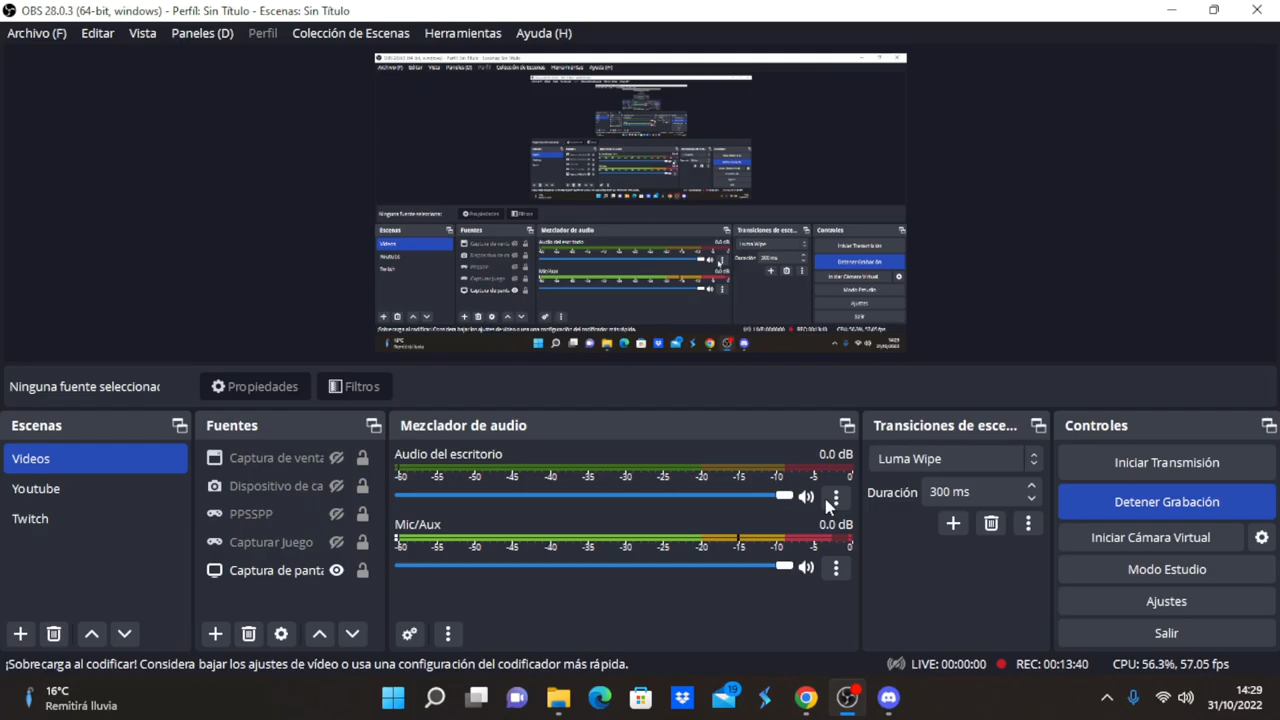 OBS 28.0.3 (64-bit, windows) - Perfil: Sin Título - Escenas: Sin Título
Archivo (F) Editar Vista Paneles (D) Perfil Colección de Escenas Herramientas Ayuda (H)
Ninguna fuente seleccionac Propiedades Filtros
Escenas
Videos
Youtube
Twitch
Fuentes
Captura de venta
Dispositivo de ca
PSSPP
Capturar Juego
Captura de panta
Mezclador de audio
Audio del escritorio 0.0 dB
-60 -55 -50 -45 -40 -35 -30 -25 -20 -15 -10 -5 0
Mic/Aux 0.0 dB
-60 -55 -50 -45 -40 -35 -30 -25 -20 -15 -10 -5 0
Transiciones de esce...
Luma Wipe
Duración 300 ms
Controles
Iniciar Transmisión
Detener Grabación
Iniciar Cámara Virtual
Modo Estudio
Ajustes
Salir
¡Sobrecarga al codificar! Considera bajar los ajustes de vídeo o usa una configuración del codificador más rápida. LIVE: 00:00:00 REC: 00:13:40 CPU: 56.3%, 57.05 fps
16°C
Remitirá lluvia
19
14:29
31/10/2022